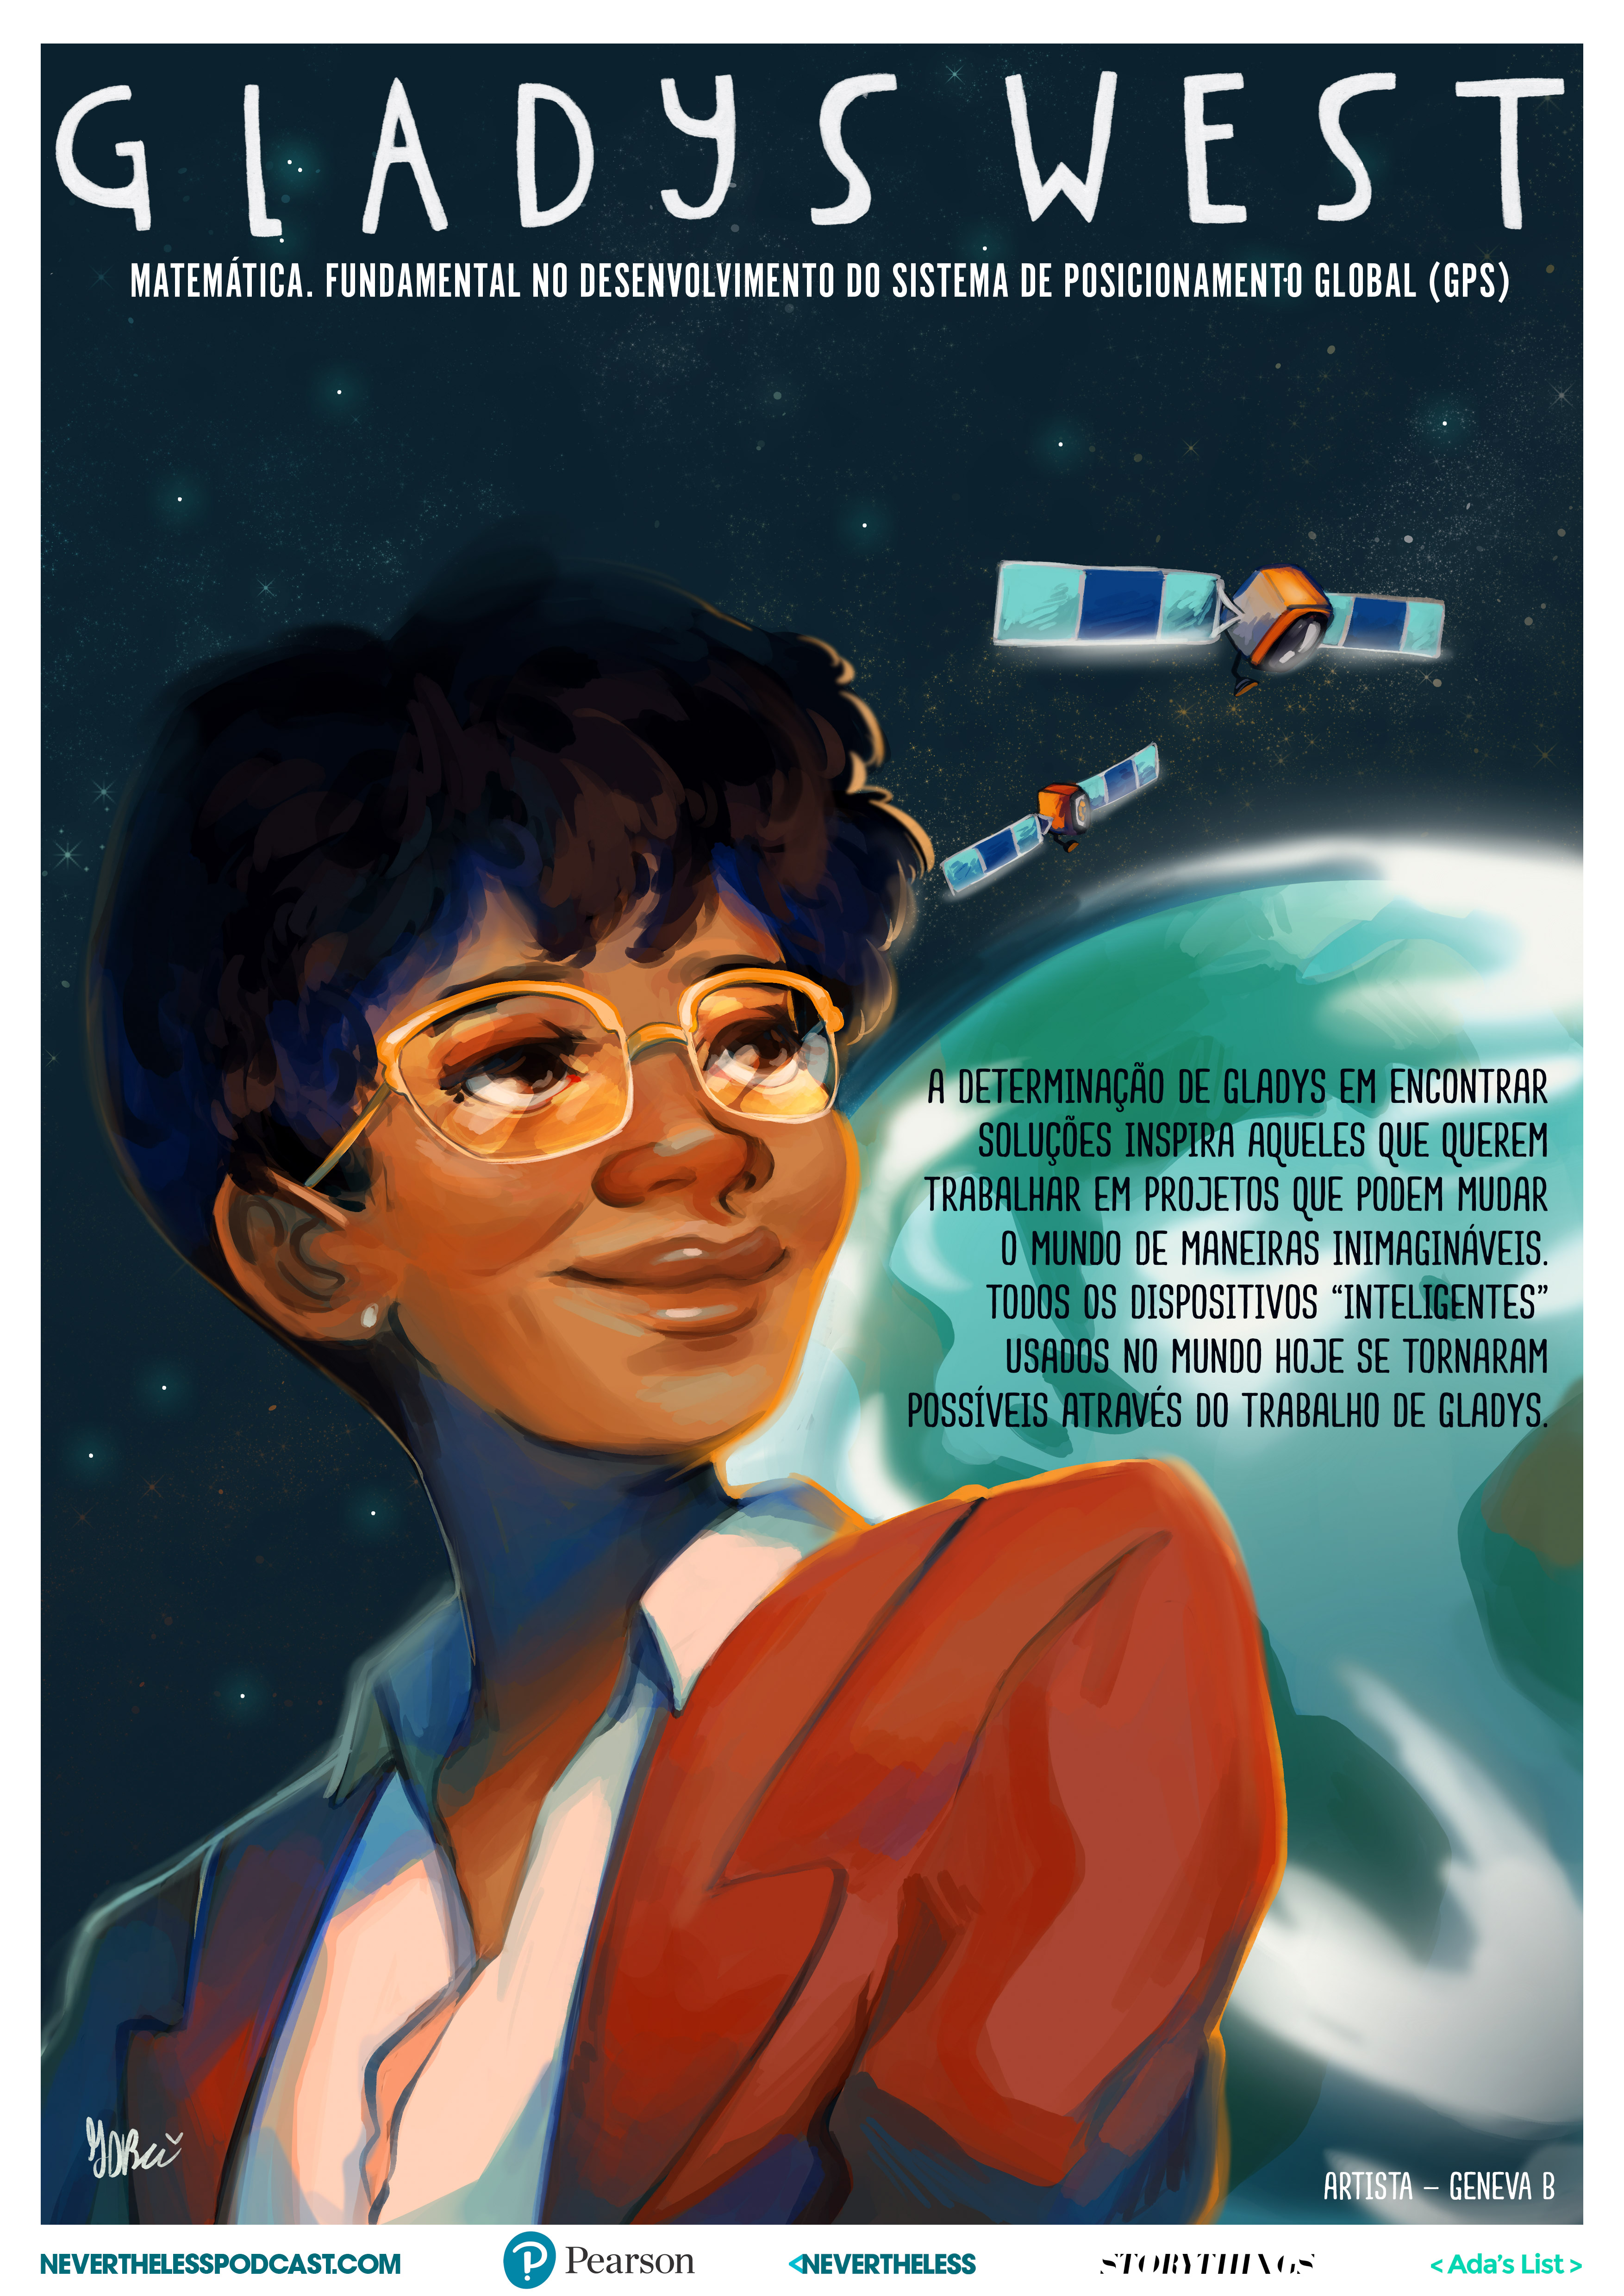 GLADYS WEST
MATEMÁTICA. FUNDAMENTAL NO DESENVOLVIMENTO DO SISTEMA DE POSICIONAMENTO GLOBAL (GPS)
A DETERMINAÇÃO DE GLADYS EM ENCONTRAR
SOLUÇÕES INSPIRA AQUELES QUE QUEREM
TRABALHAR EM PROJETOS QUE PODEM MUDAR
O MUNDO DE MANEIRAS INIMAGINÁVEIS.
TODOS OS DISPOSITIVOS “INTELIGENTES”
USADOS NO MUNDO HOJE SE TORNARAM
POSSÍVEIS ATRAVÉS DO TRABALHO DE GLADYS.
ARTISTA – GENEVA B
NEVERTHELESSPODCAST.COM
Pearson
<NEVERTHELESS
STORYTHINGS
<Ada's List>